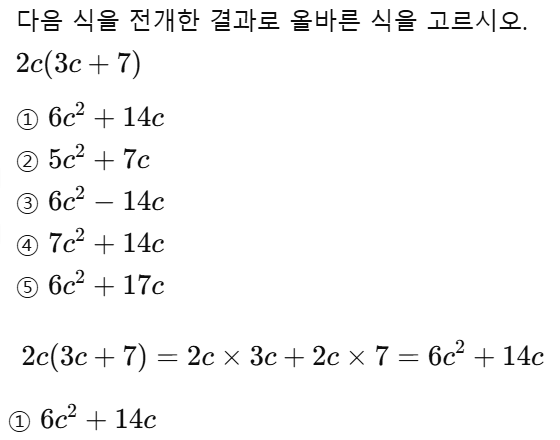 다음 식을 전개한 결과로 올바른 식을 고르시오.
2c(3c + 7)
① 6c² + 14c
② 5c² + 7c
③ 6c² − 14c
④ 7c² + 14c
⑤ 6c² + 17c
2c(3c + 7) = 2c × 3c + 2c × 7 = 6c² + 14c
① 6c² + 14c